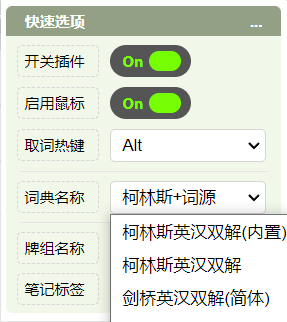 快速选项 ...
开关插件 On
启用鼠标 On
取词热键 Alt
词典名称 柯林斯+词源
柯林斯英汉双解(内置)
牌组名称
柯林斯英汉双解
笔记标签
剑桥英汉双解(简体)